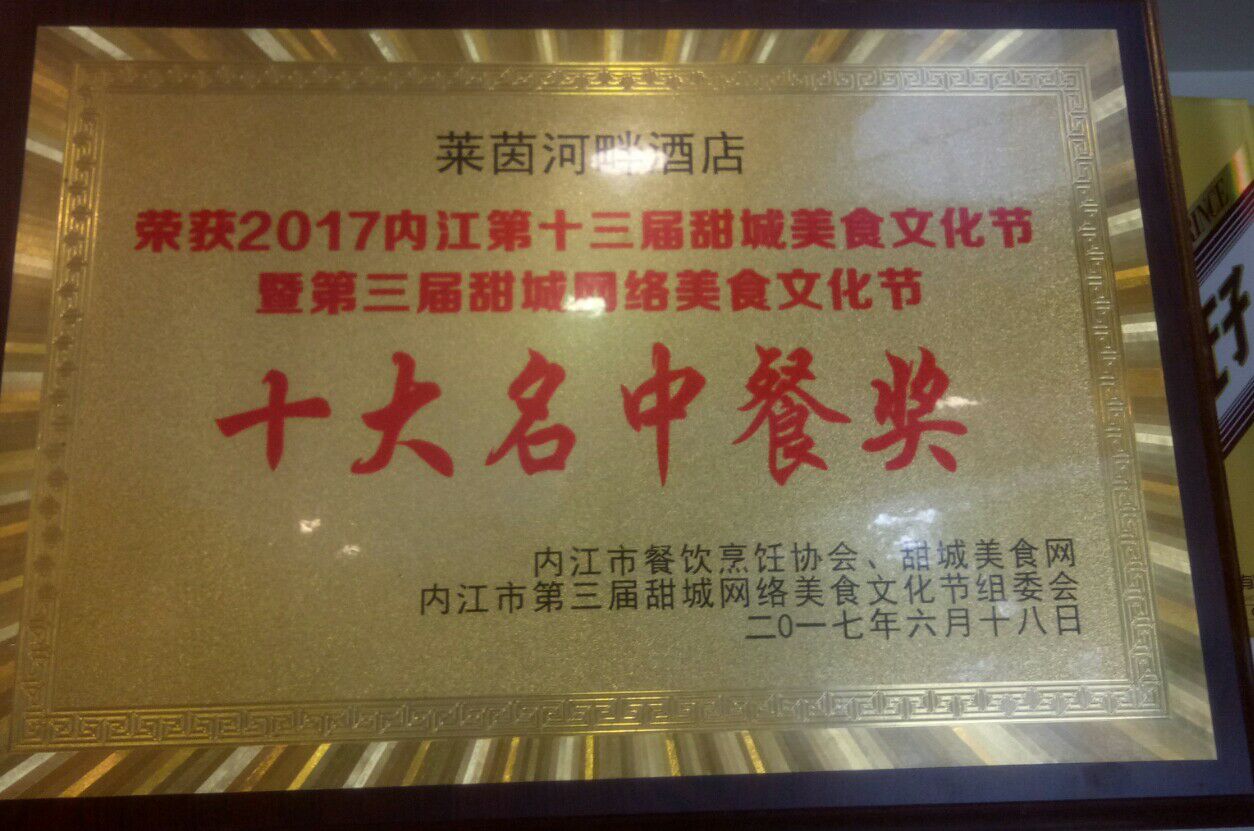 莱茵河畔酒店
荣获2017内江第十三届甜城美食文化节
暨第三届甜城网络美食文化节
十大名中餐奖
内江市餐饮烹饪协会、甜城美食网
内江市第三届甜城网络美食文化节组委会
二0一七年六月十八日